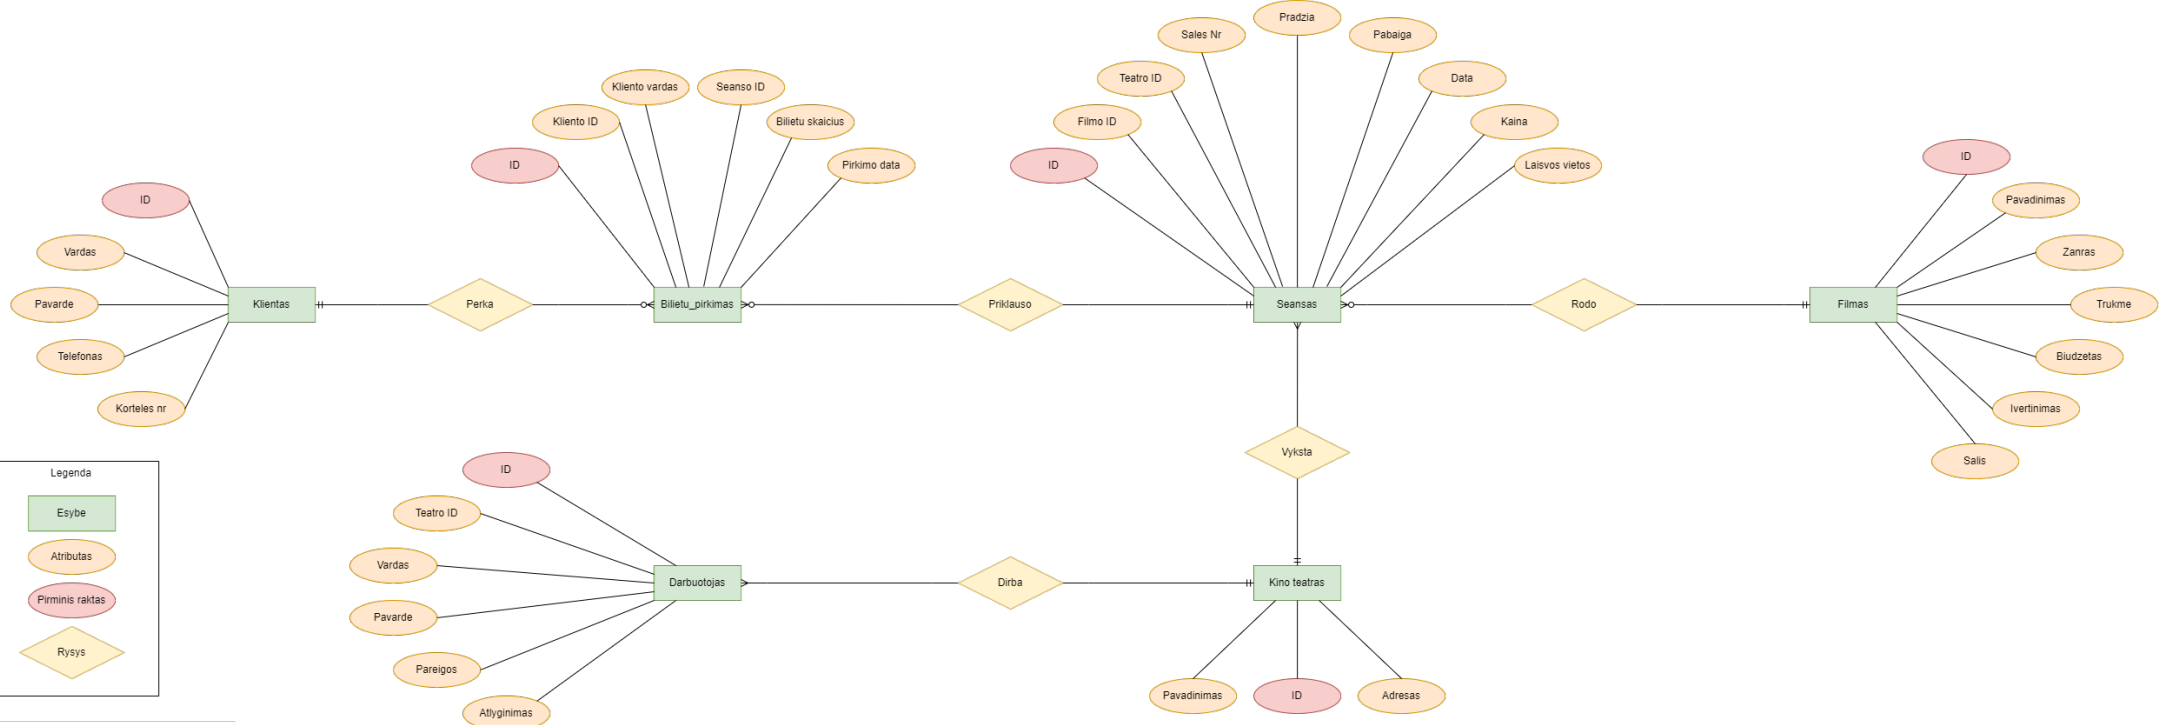 Pradzia
Sales Nr
Pabaiga
Teatro ID
Data
Kliento vardas
Seanso ID
Filmo ID
Kaina
Kliento ID
Bilietu skaicius
ID
Pirkimo data
ID
Laisvos vietos
ID
ID
Pavadinimas
Vardas
Zanras
Pavarde
Klientas
Perka
Bilietu_pirkimas
Priklauso
Seansas
Rodo
Filmas
Trukme
Telefonas
Biudzetas
Korteles nr
Ivertinimas
Vyksta
Salis
Legenda
Esybe
Atributas
Pirminis raktas
Rysys
ID
Teatro ID
Vardas
Pavarde
Pareigos
Atlyginimas
Darbuotojas
Dirba
Kino teatras
Pavadinimas
ID
Adresas